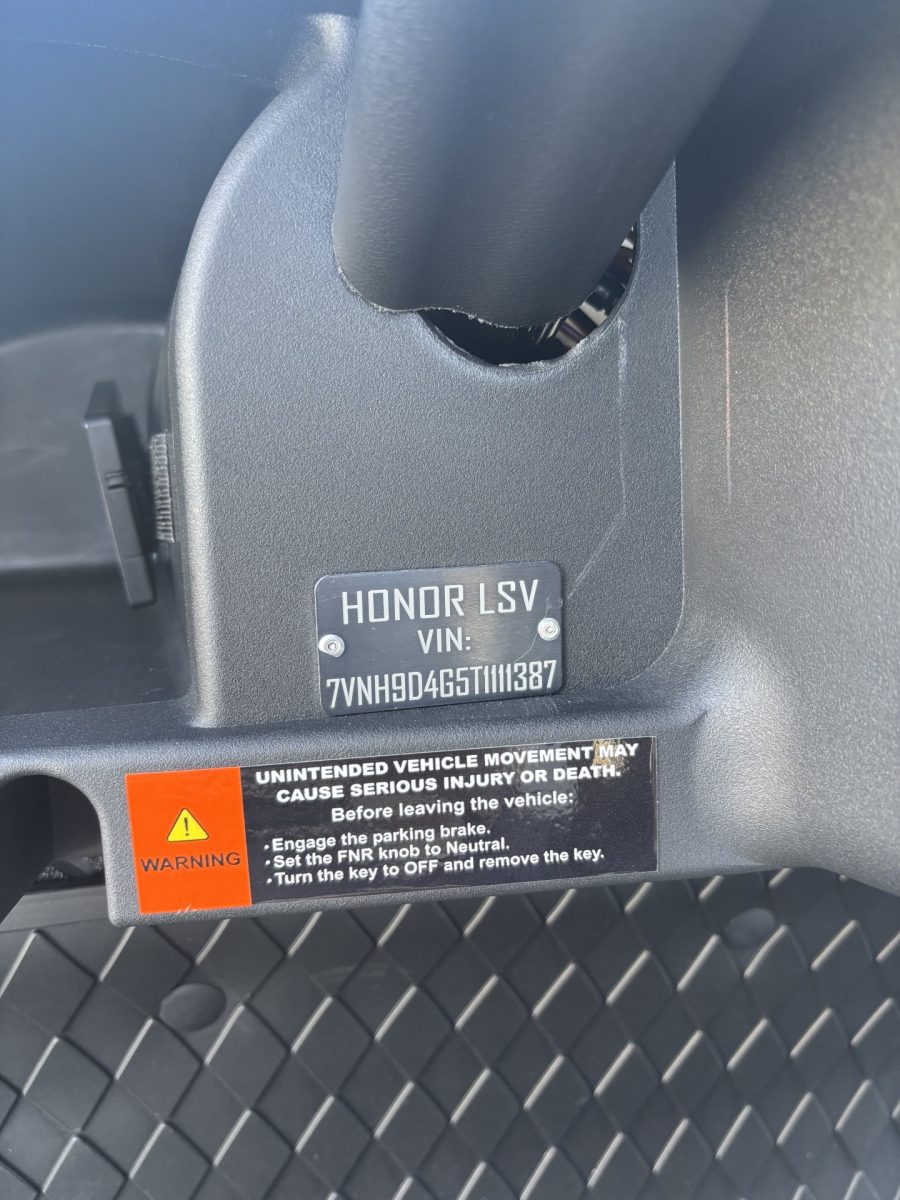 HONOR LSV
VIN:
7VNH9D4G5T1111387
UNINTENDED VEHICLE MOVEMENT MAY
CAUSE SERIOUS INJURY OR DEATH.
Before leaving the vehicle:
• Engage the parking brake.
• Set the FNR knob to Neutral.
• Turn the key to OFF and remove the key.
WARNING